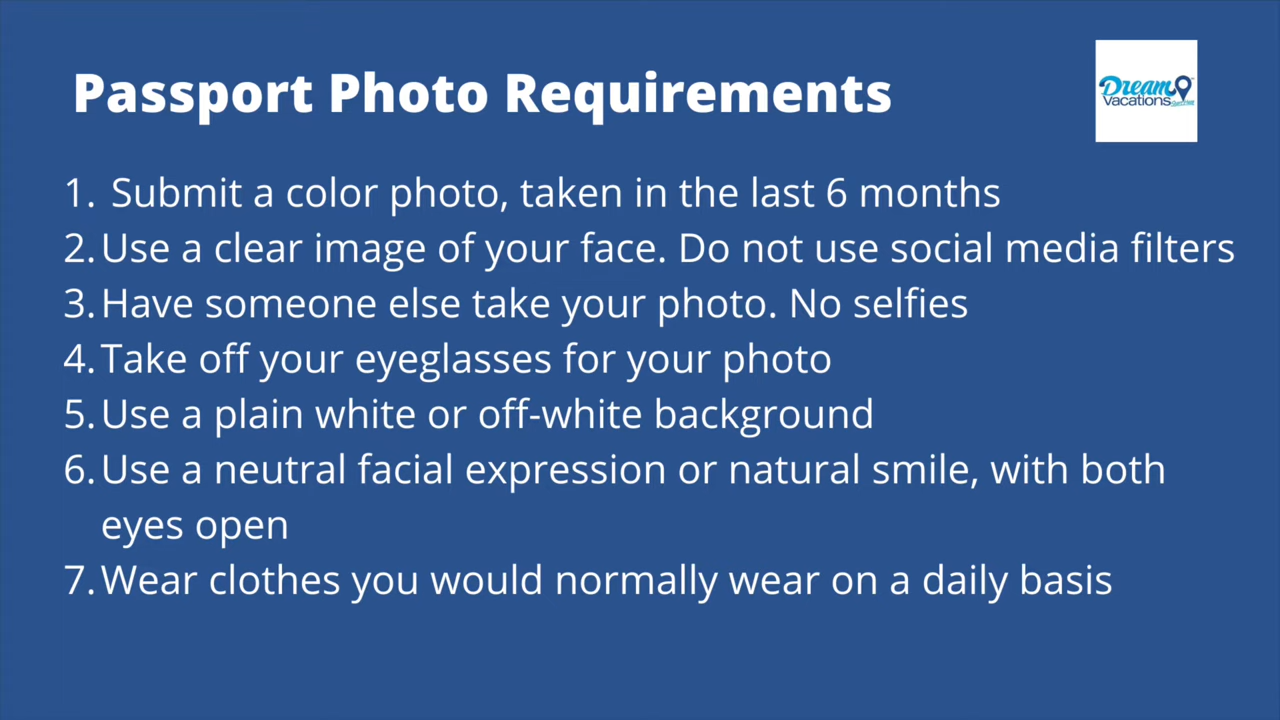 Passport Photo Requirements
Dream
Vacations
1. Submit a color photo, taken in the last 6 months
2. Use a clear image of your face. Do not use social media filters
3. Have someone else take your photo. No selfies
4. Take off your eyeglasses for your photo
5. Use a plain white or off-white background
6. Use a neutral facial expression or natural smile, with both
eyes open
7. Wear clothes you would normally wear on a daily basis